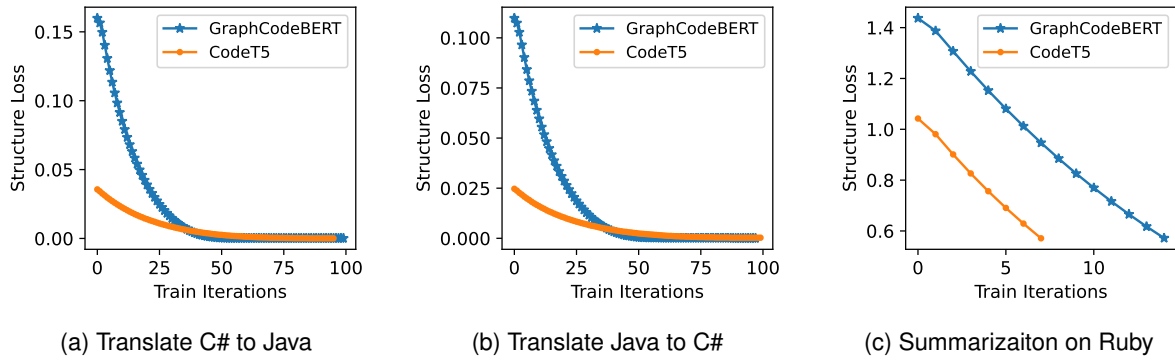 Structure Loss
0.15
0.10
0.05
0.00
GraphCodeBERT
CodeT5
0 25 50 75 100
Train Iterations
(a) Translate C# to Java
Structure Loss
0.100
0.075
0.050
0.025
0.000
GraphCodeBERT
CodeT5
0 25 50 75 100
Train Iterations
(b) Translate Java to C#
Structure Loss
1.4
1.2
1.0
0.8
0.6
GraphCodeBERT
CodeT5
0 5 10
Train Iterations
(c) Summarizaiton on Ruby